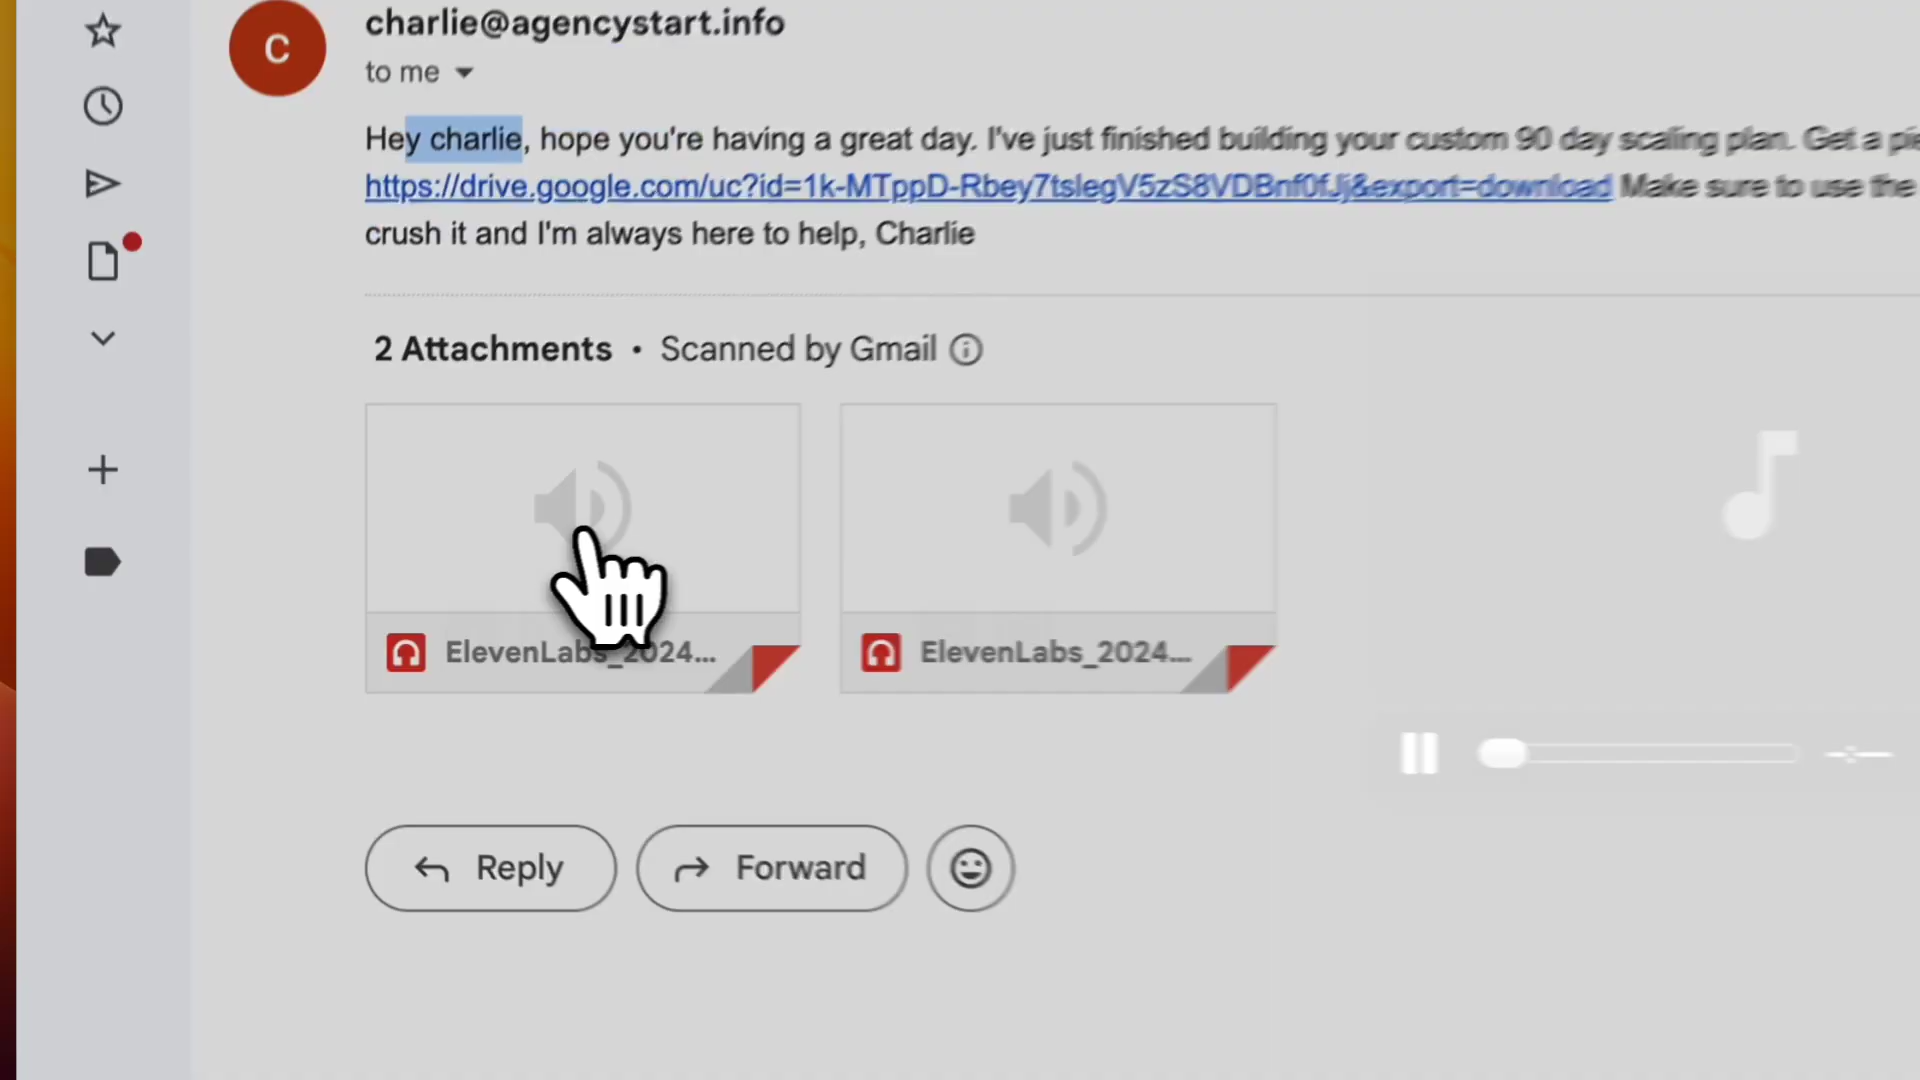 C
charlie@agencystart.info
to me
Hey charlie, hope you're having a great day. I've just finished building your custom 90 day scaling plan. Get a
https://drive.google.com/uc?id=1k-MTppD-Rbey7tslegV5zS8VDBnf0fJj&export=download Make sure to use the
crush it and I'm always here to help, Charlie
2 Attachments • Scanned by Gmail
ElevenLabs_2024...
ElevenLabs_2024...
Reply
Forward